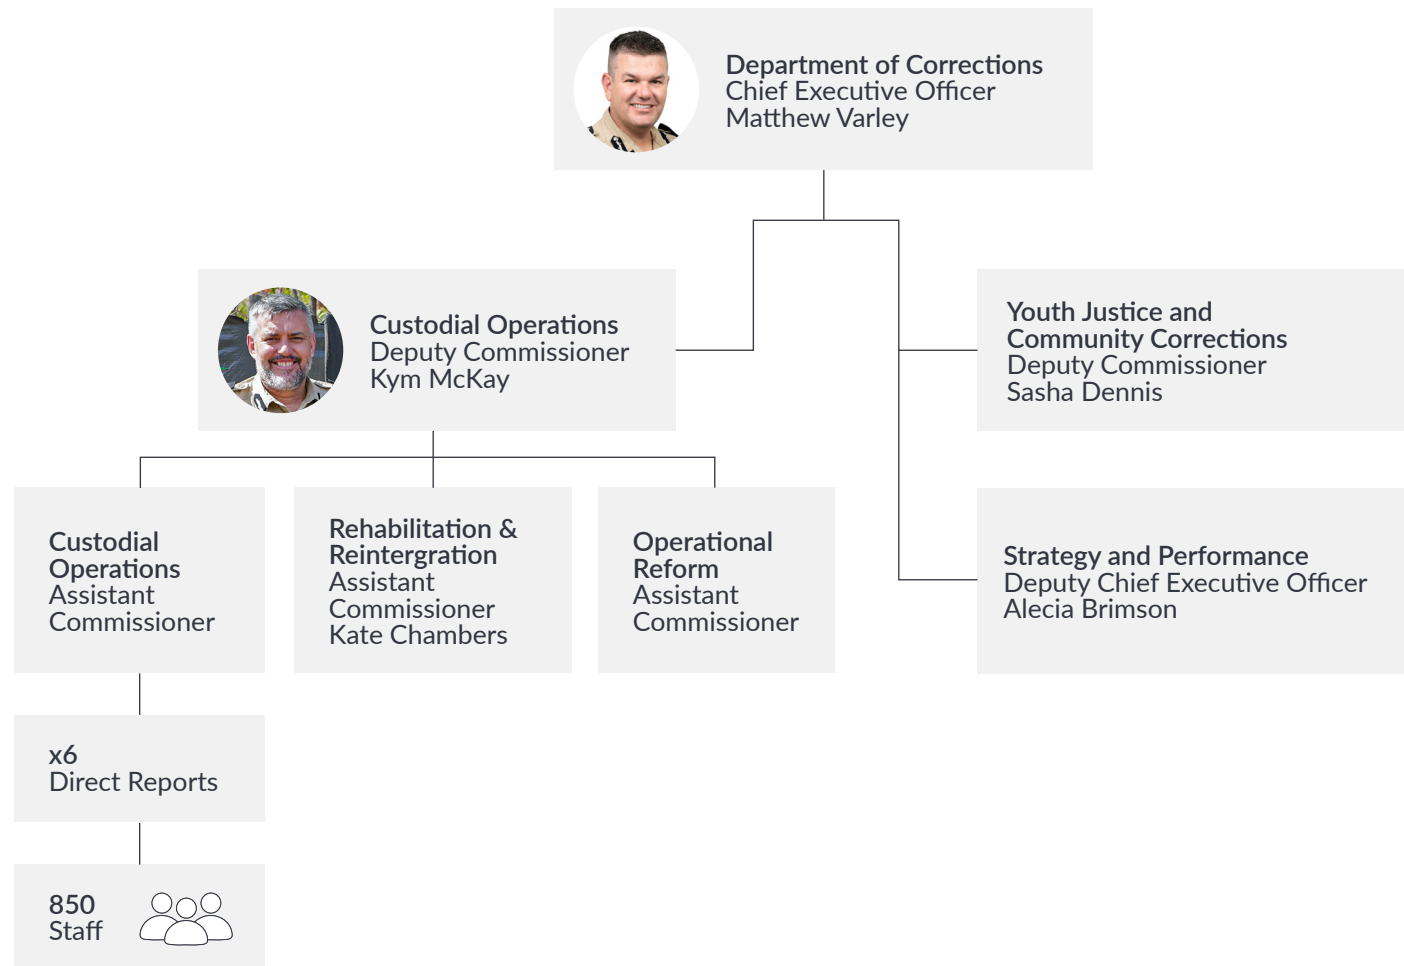 Department of Corrections
Chief Executive Officer
Matthew Varley
Custodial Operations
Deputy Commissioner
Kym McKay
Youth Justice and
Community Corrections
Deputy Commissioner
Sasha Dennis
Custodial
Operations
Assistant
Commissioner
Rehabilitation &
Reintergration
Assistant
Commissioner
Kate Chambers
Operational
Reform
Assistant
Commissioner
Strategy and Performance
Deputy Chief Executive Officer
Alecia Brimson
x6
Direct Reports
850
Staff